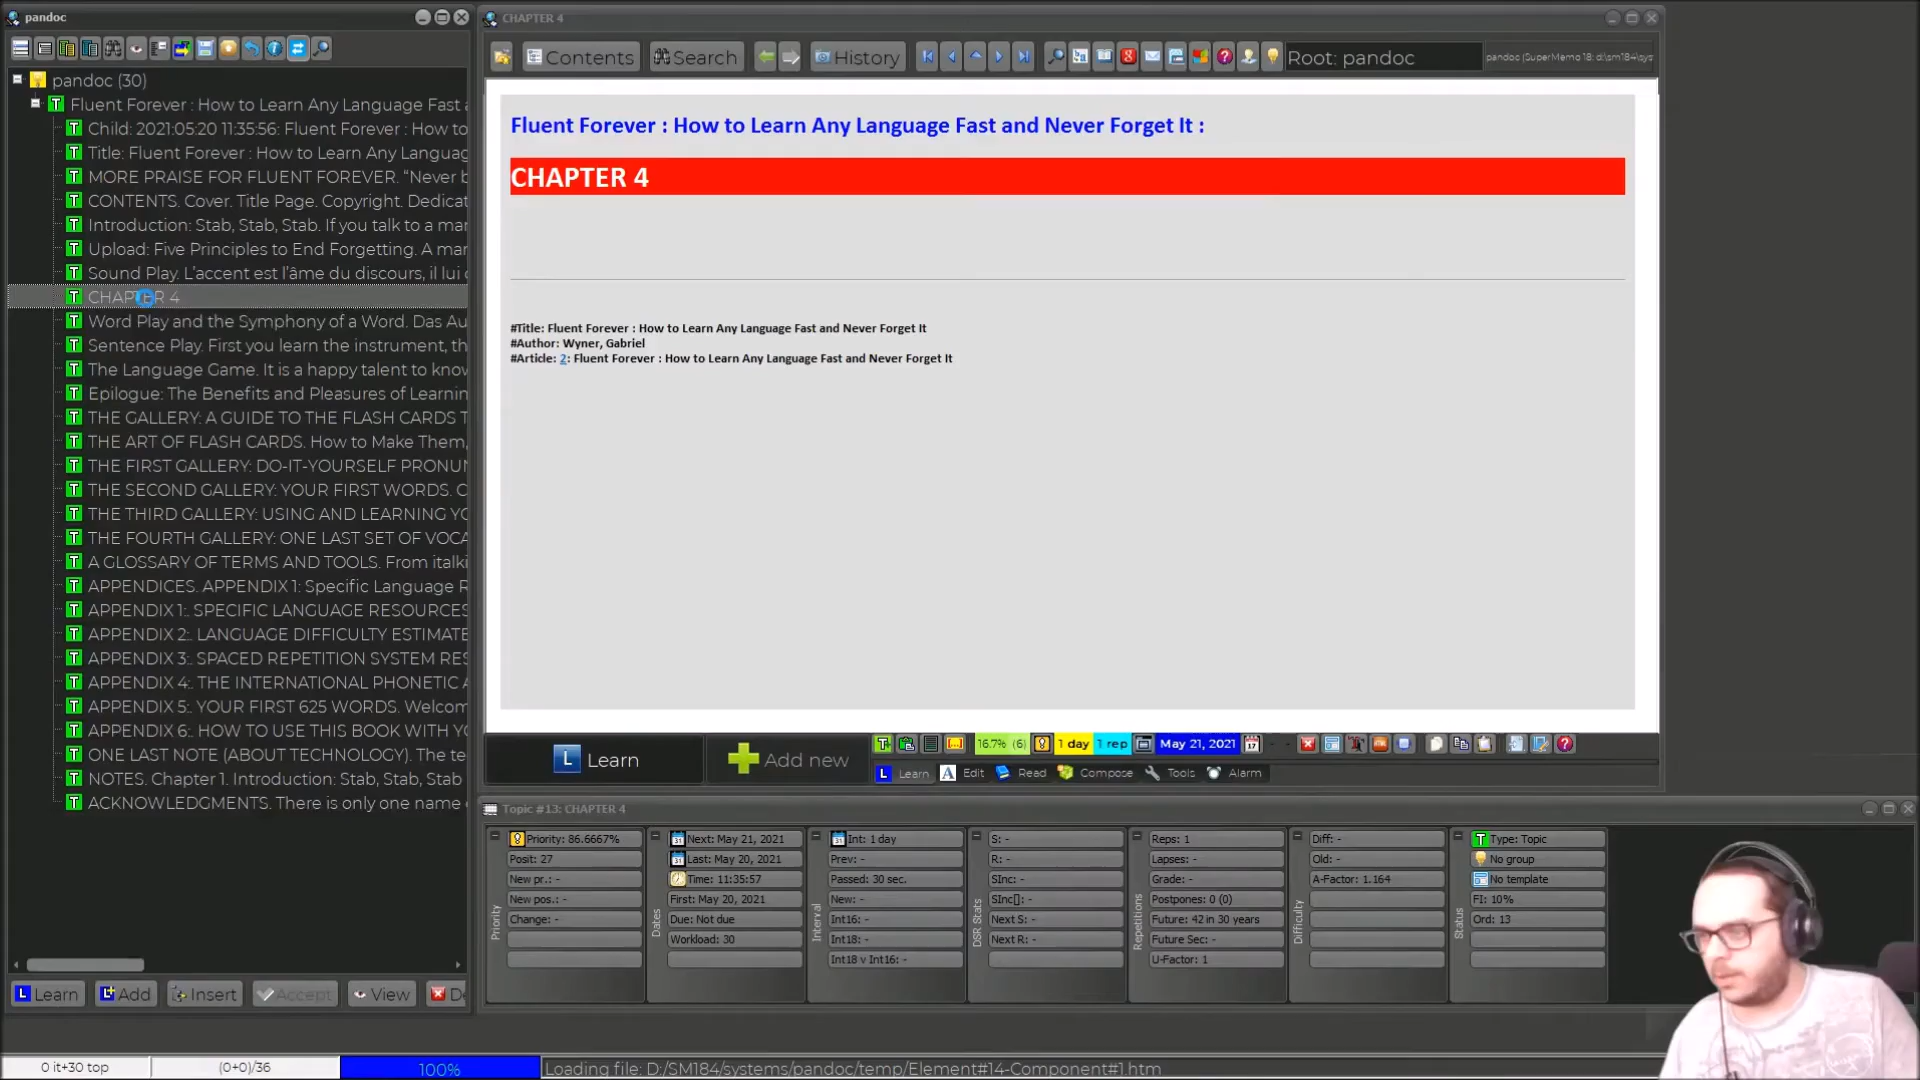 pandoc
pandoc (30)
Fluent Forever : How to Learn Any Language Fast
Child: 2021:05:20 11:35:56: Fluent Forever : How to
Title: Fluent Forever : How to Learn Any Languag
MORE PRAISE FOR FLUENT FOREVER. “Never b
CONTENTS. Cover. Title Page. Copyright. Dedicat
Introduction: Stab, Stab, Stab. If you talk to a mar
Upload: Five Principles to End Forgetting. A mar
Sound Play. L’accent est l’âme du discours, il lui
CHAPTER 4
Word Play and the Symphony of a Word. Das Au
Sentence Play. First you learn the instrument, th
The Language Game. It is a happy talent to know
Epilogue: The Benefits and Pleasures of Learnin
THE GALLERY: A GUIDE TO THE FLASH CARDS T
THE ART OF FLASH CARDS. How to Make Them,
THE FIRST GALLERY: DO-IT-YOURSELF PRONUN
THE SECOND GALLERY: YOUR FIRST WORDS. C
THE THIRD GALLERY: USING AND LEARNING YO
THE FOURTH GALLERY: ONE LAST SET OF VOCA
A GLOSSARY OF TERMS AND TOOLS. From italki
APPENDICES. APPENDIX 1: Specific Language R
APPENDIX 1:. SPECIFIC LANGUAGE RESOURCES
APPENDIX 2:. LANGUAGE DIFFICULTY ESTIMATE
APPENDIX 3:. SPACED REPETITION SYSTEM RES
APPENDIX 4:. THE INTERNATIONAL PHONETIC A
APPENDIX 5:. YOUR FIRST 625 WORDS. Welcom
APPENDIX 6:. HOW TO USE THIS BOOK WITH YO
ONE LAST NOTE (ABOUT TECHNOLOGY). The te
NOTES. Chapter 1. Introduction: Stab, Stab, Stab
ACKNOWLEDGMENTS. There is only one name
Learn Add Insert Accept View De
CHAPTER 4
Contents Search History Root: pandoc pandoc (SuperMemo 18: d:\sm184\sys
Fluent Forever : How to Learn Any Language Fast and Never Forget It :
CHAPTER 4
#Title: Fluent Forever : How to Learn Any Language Fast and Never Forget It
#Author: Wyner, Gabriel
#Article: 2: Fluent Forever : How to Learn Any Language Fast and Never Forget It
Learn Add new
16.7% (6) 1 day 1 rep May 21, 2021
Learn Edit Read Compose Tools Alarm
Topic #13: CHAPTER 4
Priority
Priority: 86.6667%
Posit: 27
New pr.: -
New pos.: -
Change: -
Dates
Next: May 21, 2021
Last: May 20, 2021
Time: 11:35:57
First: May 20, 2021
Due: Not due
Workload: 30
Interval
Int: 1 day
Prev: -
Passed: 30 sec.
New: -
Int16: -
Int18: -
Int18 v Int16: -
DSR Stats
S: -
R: -
SInc: -
SInc[]: -
Next S: -
Next R: -
Repetitions
Reps: 1
Lapses: -
Grade: -
Postpones: 0 (0)
Future: 42 in 30 years
Future Sec: -
U-Factor: 1
Difficulty
Diff: -
Old: -
A-Factor: 1.164
Status
Type: Topic
No group
No template
FI: 10%
Ord: 13
0 it+30 top (0+0)/36 100% Loading file: D:/SM184/systems/pandoc/temp/Element#14-Component#1.htm